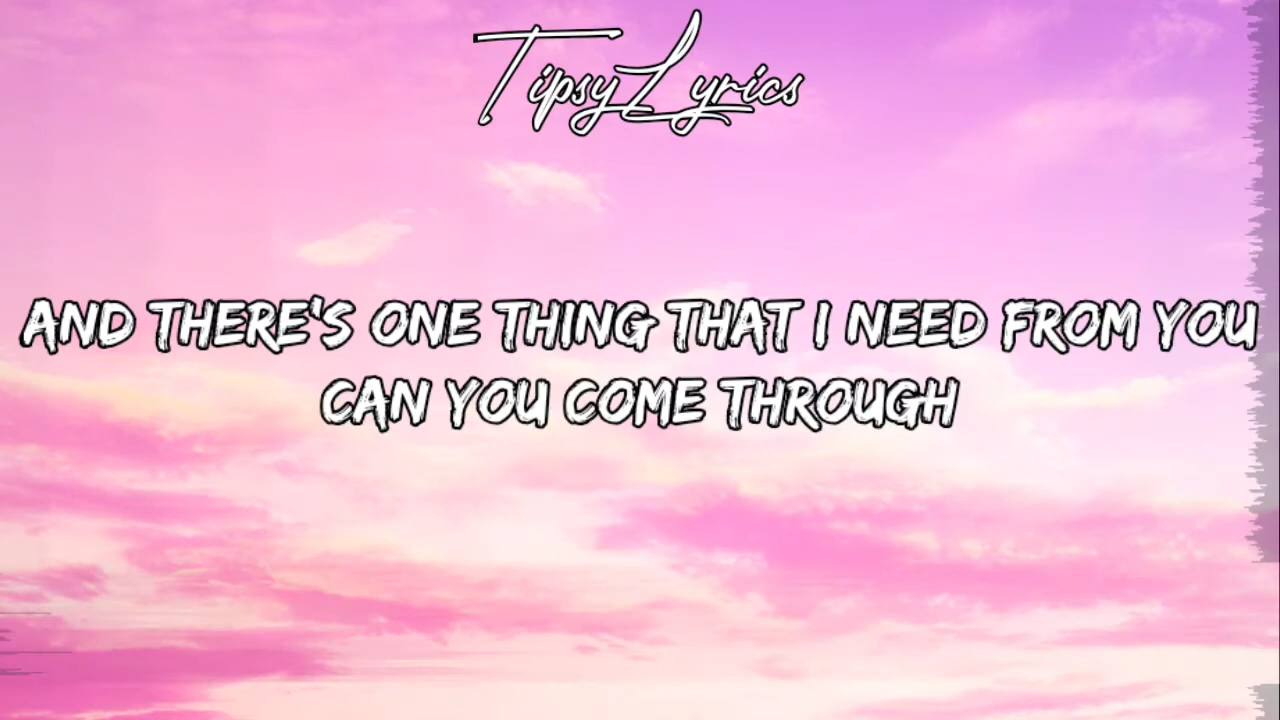 TipsyLyrics
AND THERE'S ONE THING THAT I NEED FROM YOU
CAN YOU COME THROUGH